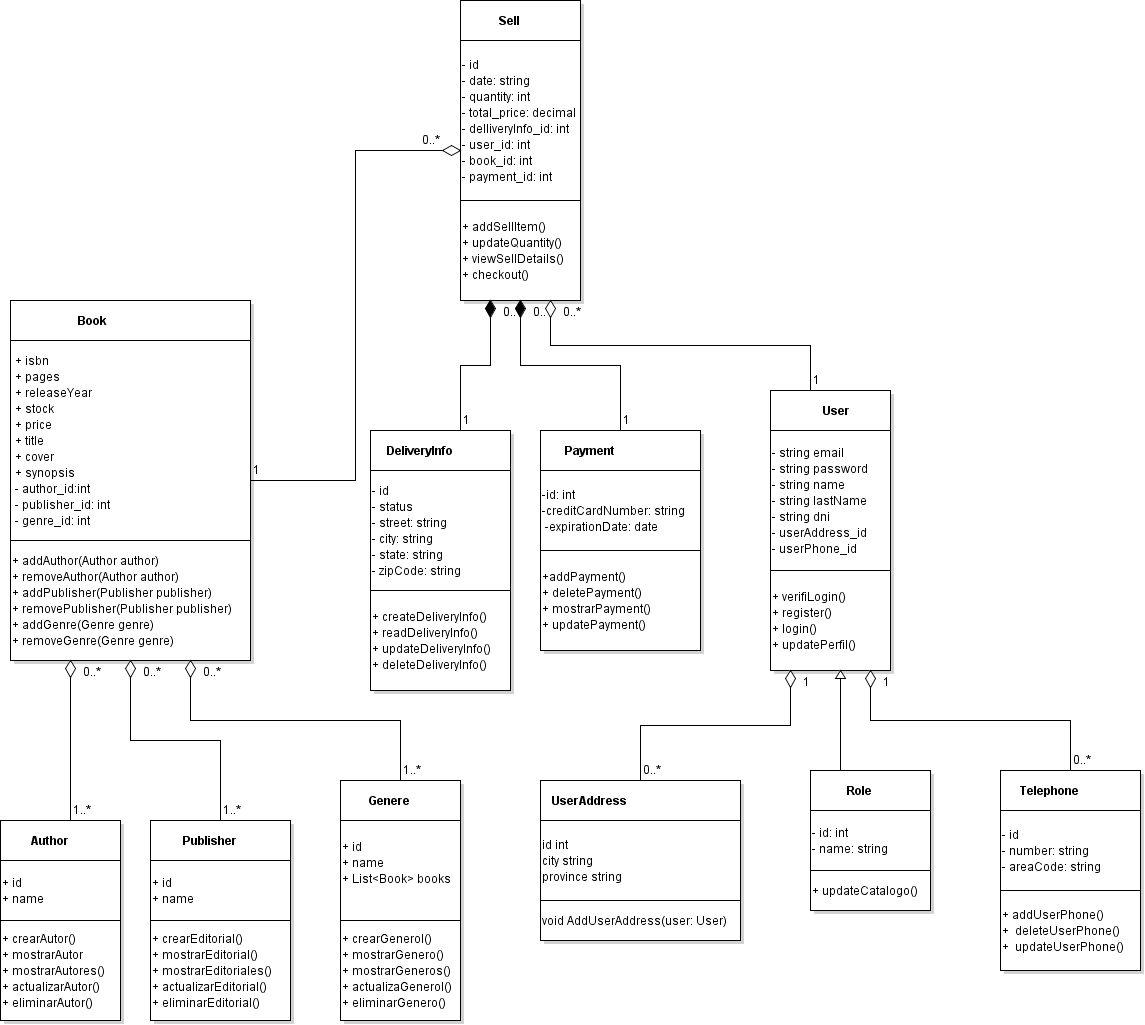 Sell
- id
- date: string
- quantity: int
- total_price: decimal
- delliveryInfo_id: int
- user_id: int
- book_id: int
- payment_id: int
+ addSellItem()
+ updateQuantity()
+ viewSellDetails()
+ checkout()
0..*
0..
0..
0..*
1
Book
+ isbn
+ pages
+ releaseYear
+ stock
+ price
+ title
+ cover
+ synopsis
- author_id:int
- publisher_id: int
- genre_id: int
+ addAuthor(Author author)
+ removeAuthor(Author author)
+ addPublisher(Publisher publisher)
+ removePublisher(Publisher publisher)
+ addGenre(Genre genre)
+ removeGenre(Genre genre)
0..*
0..*
0..*
1
DeliveryInfo
- id
- status
- street: string
- city: string
- state: string
- zipCode: string
+ createDeliveryInfo()
+ readDeliveryInfo()
+ updateDeliveryInfo()
+ deleteDeliveryInfo()
1
Payment
-id: int
-creditCardNumber: string
-expirationDate: date
+addPayment()
+ deletePayment()
+ mostrarPayment()
+ updatePayment()
1
User
- string email
- string password
- string name
- string lastName
- string dni
- userAddress_id
- userPhone_id
+ verifiLogin()
+ register()
+ login()
+ updatePerfil()
1
1
1..*
Author
+ id
+ name
+ crearAutor()
+ mostrarAutor
+ mostrarAutores()
+ actualizarAutor()
+ eliminarAutor()
1..*
Publisher
+ id
+ name
+ crearEditorial()
+ mostrarEditorial()
+ mostrarEditoriales()
+ actualizarEditorial()
+ eliminarEditorial()
1..*
Genere
+ id
+ name
+ List<Book> books
+ crearGenerol()
+ mostrarGenero()
+ mostrarGeneros()
+ actualizaGenerol()
+ eliminarGenero()
0..*
UserAddress
id int
city string
province string
void AddUserAddress(user: User)
Role
- id: int
- name: string
+ updateCatalogo()
0..*
Telephone
- id
- number: string
- areaCode: string
+ addUserPhone()
+ deleteUserPhone()
+ updateUserPhone()